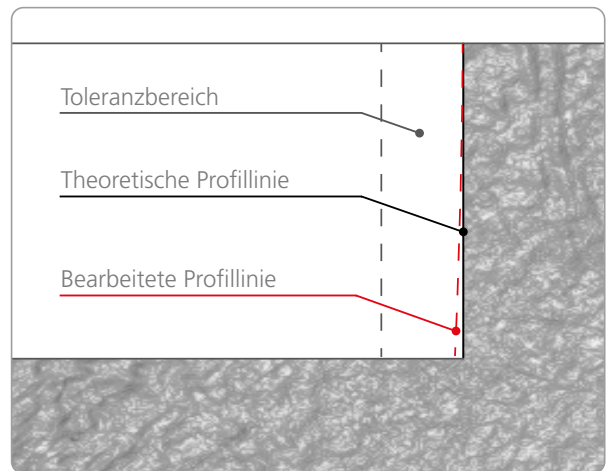 Toleranzbereich
Theoretische Profillinie
Bearbeitete Profillinie